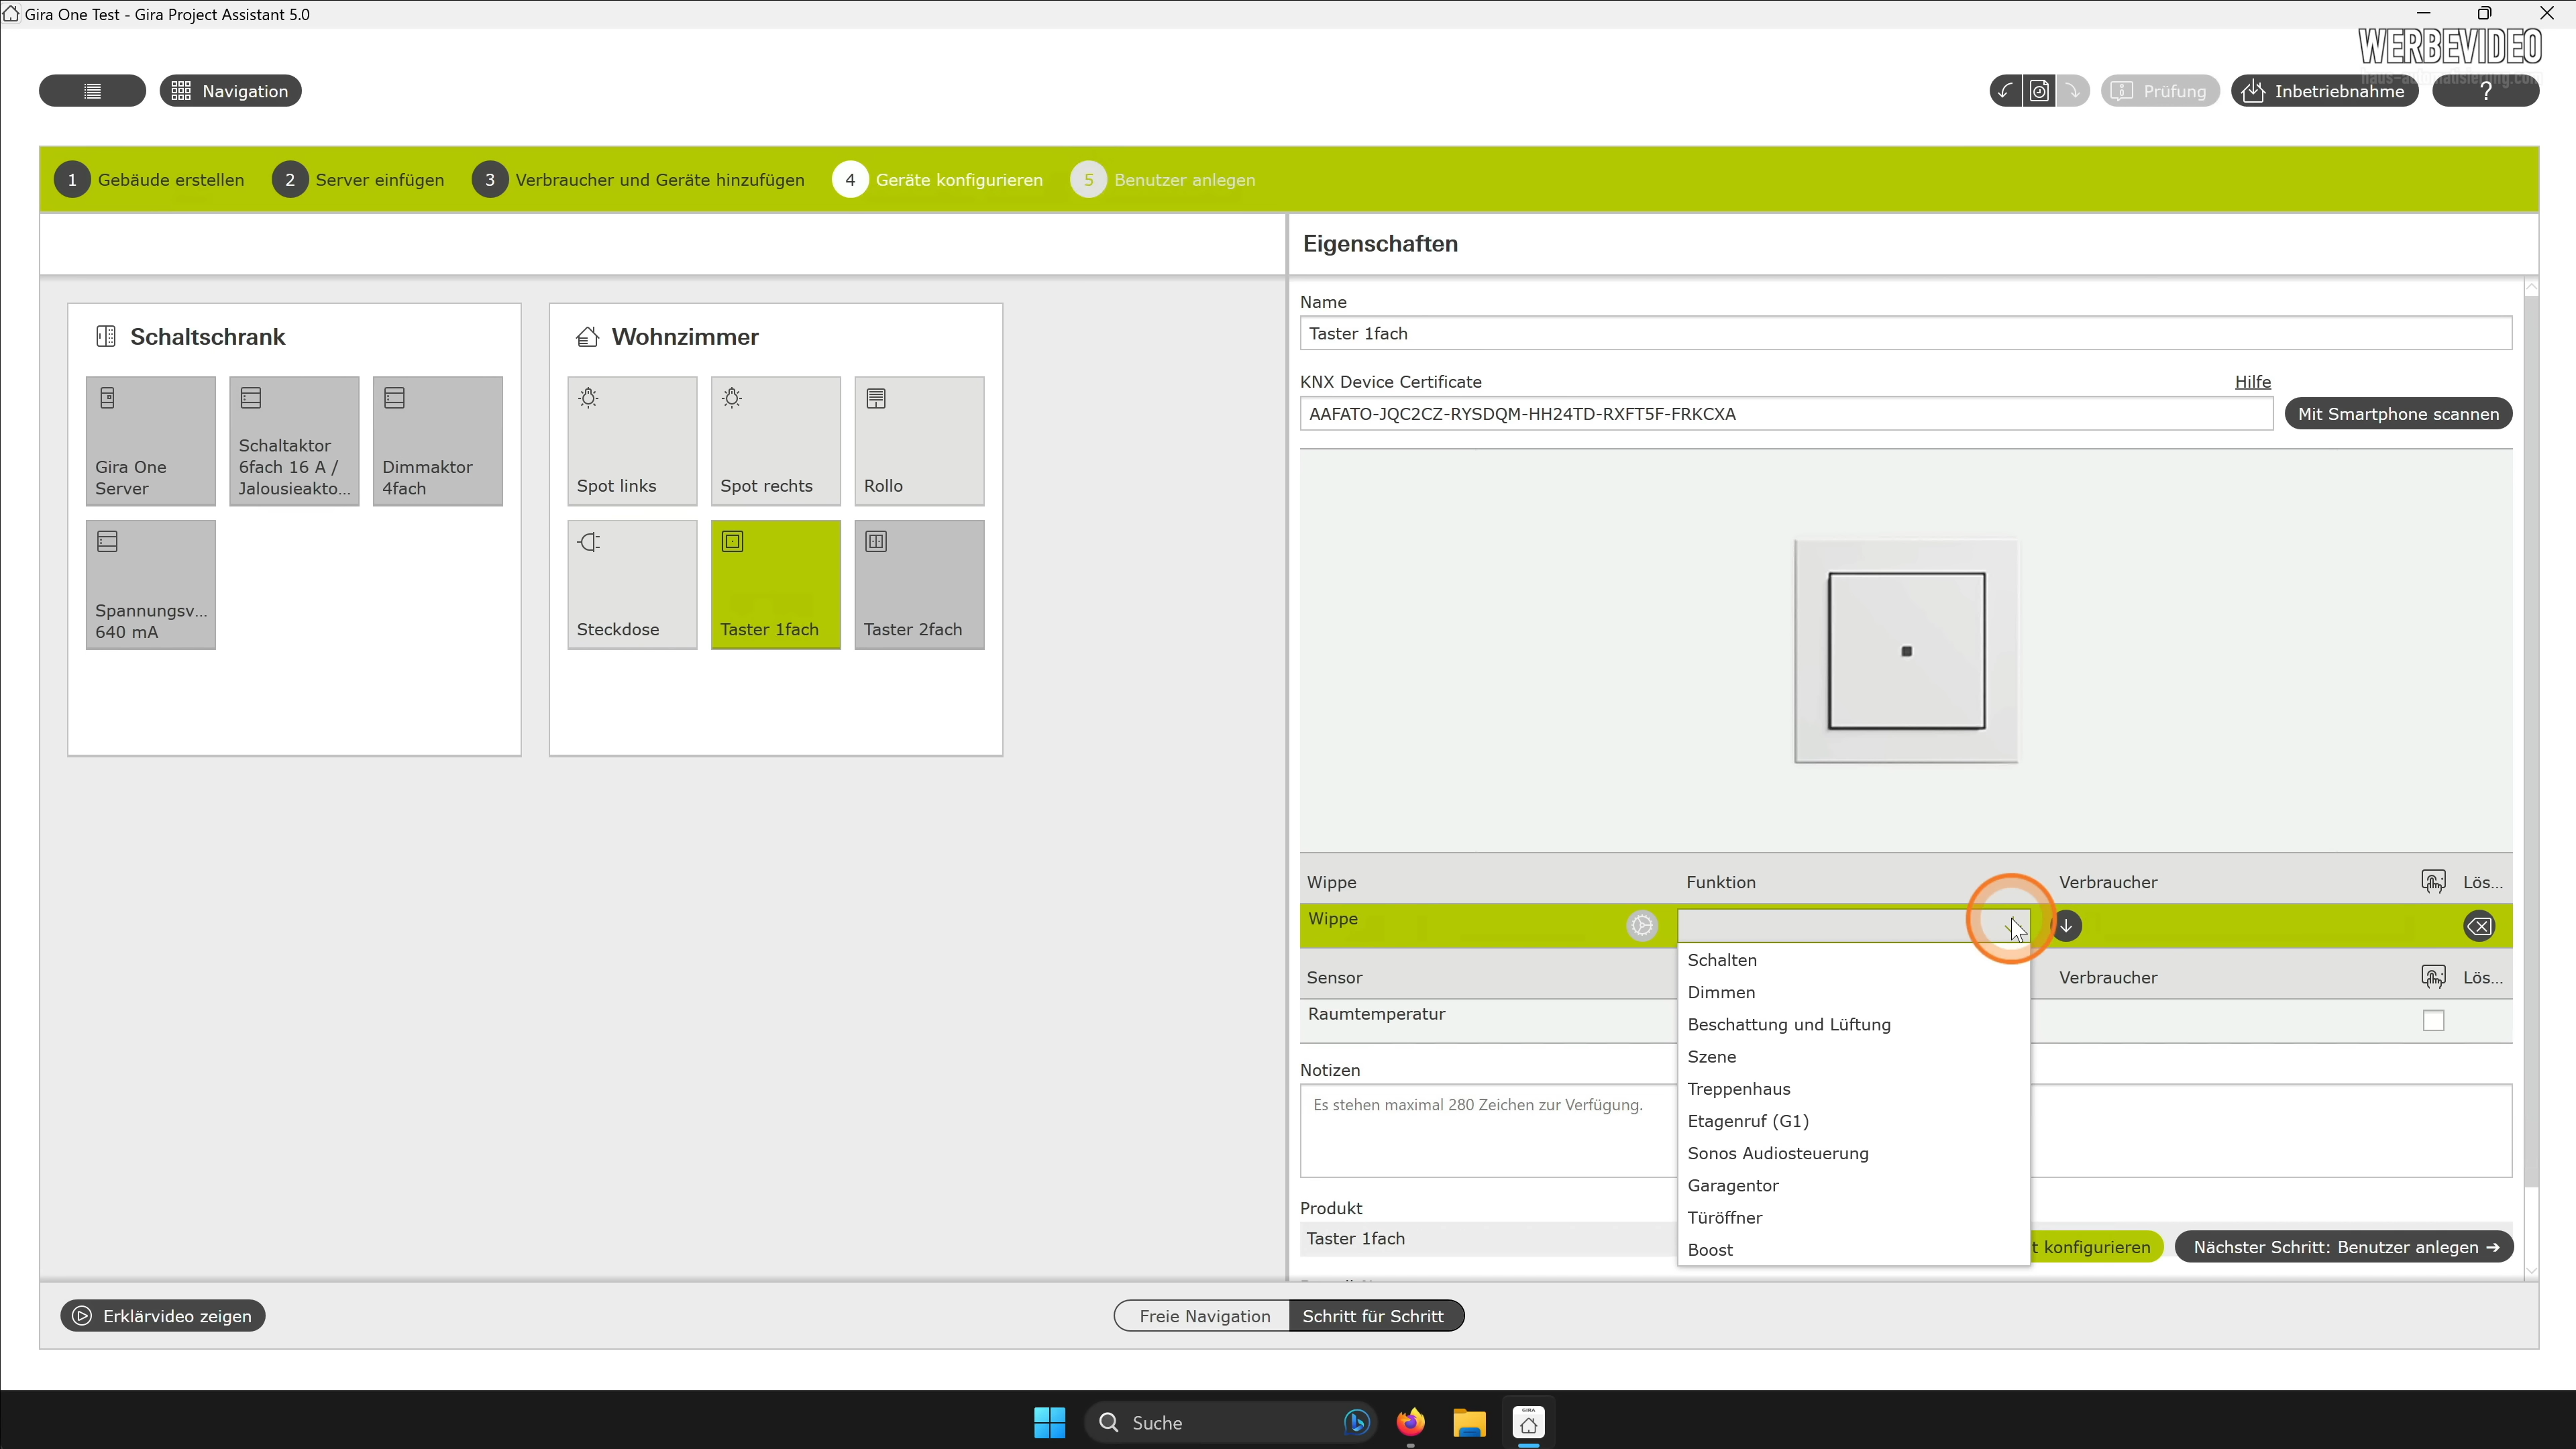 Gira One Test - Gira Project Assistant 5.0
WERBEVIDEO
Navigation
Prüfung
Inbetriebnahme
?
1 Gebäude erstellen
2 Server einfügen
3 Verbraucher und Geräte hinzufügen
4 Geräte konfigurieren
5 Benutzer anlegen
Eigenschaften
Schaltschrank
Gira One
Server
Schaltaktor
6fach 16 A /
Jalousieakto...
Dimmaktor
4fach
Spannungsv...
640 mA
Wohnzimmer
Spot links
Spot rechts
Rollo
Steckdose
Taster 1fach
Taster 2fach
Name
Taster 1fach
KNX Device Certificate
Hilfe
AAFATO-JQC2CZ-RYSDQM-HH24TD-RXFT5F-FRKCXA
Mit Smartphone scannen
Wippe Funktion Verbraucher Lös...
Wippe
Schalten
Dimmen
Beschattung und Lüftung
Szene
Treppenhaus
Etagenruf (G1)
Sonos Audiosteuerung
Garagentor
Türöffner
Boost
Sensor Verbraucher Lös...
Raumtemperatur
Notizen
Es stehen maximal 280 Zeichen zur Verfügung.
Produkt
Taster 1fach
t konfigurieren
Nächster Schritt: Benutzer anlegen
Erklärvideo zeigen
Freie Navigation
Schritt für Schritt
Suche
GIRA